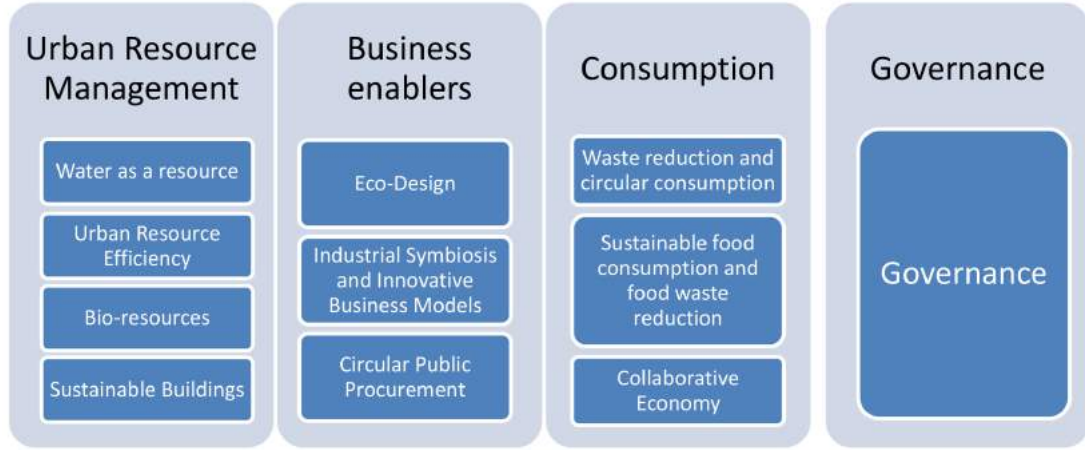 Urban Resource
Management
Water as a resource
Urban Resource
Efficiency
Bio-resources
Sustainable Buildings
Business
enablers
Eco-Design
Industrial Symbiosis
and Innovative
Business Models
Circular Public
Procurement
Consumption
Waste reduction and
circular consumption
Sustainable food
consumption and
food waste
reduction
Collaborative
Economy
Governance
Governance